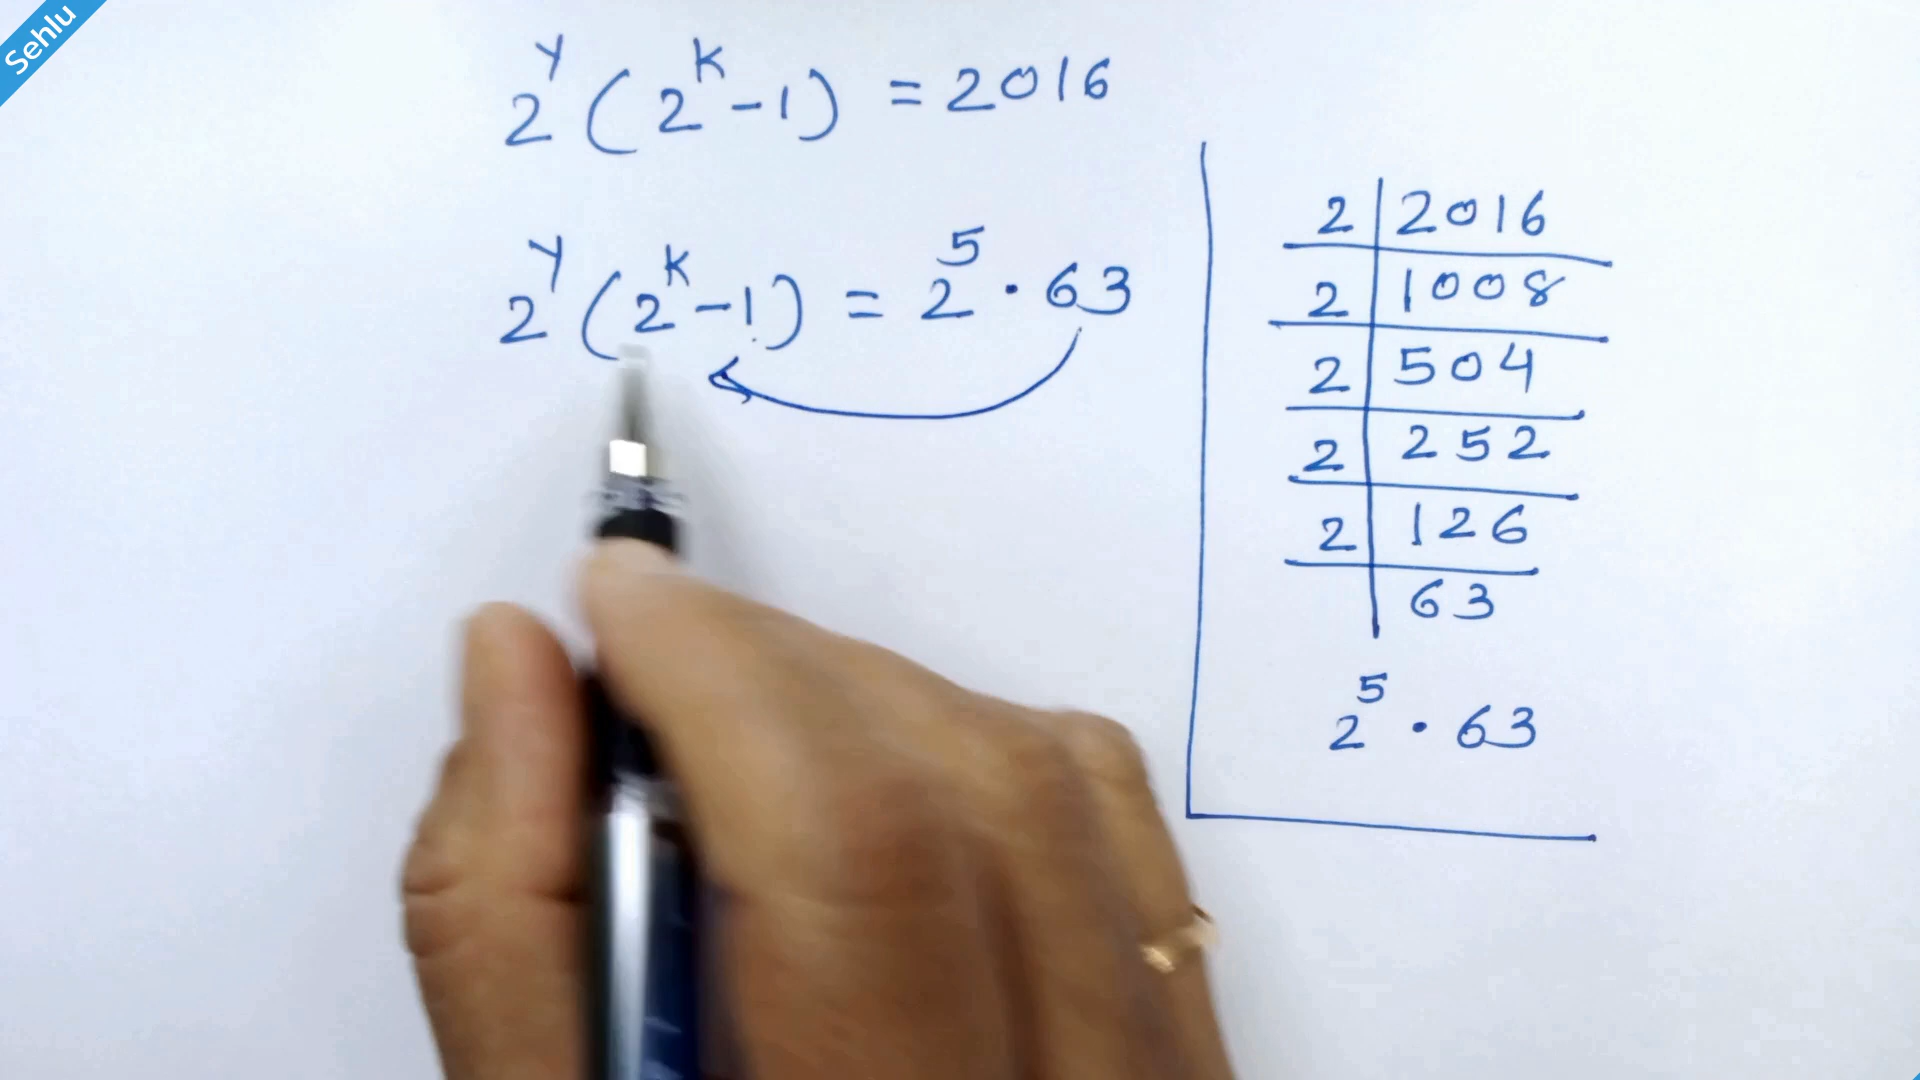 Sehlu
2^y (2^k - 1) = 2016
2^y (2^k - 1) = 2^5 · 63
2 | 2016
2 | 1008
2 | 504
2 | 252
2 | 126
63
2^5 · 63